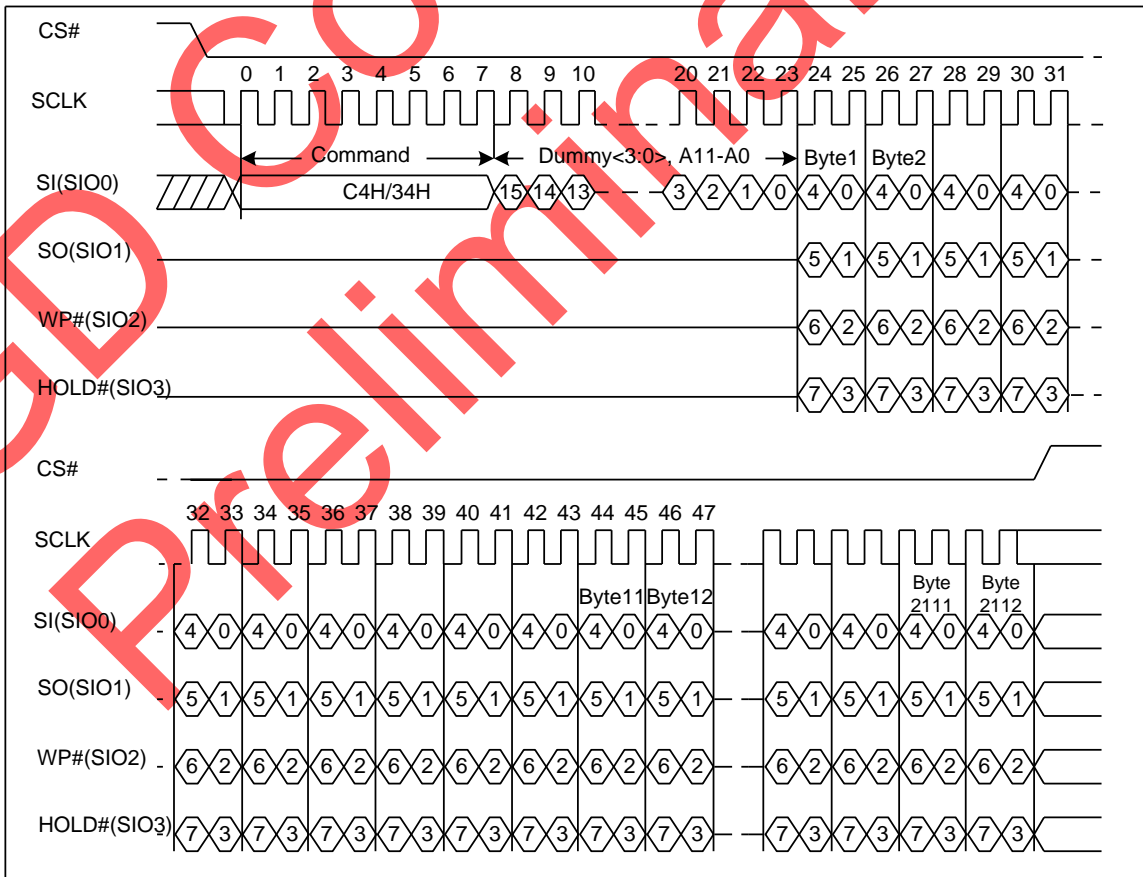 CS#
0 1 2 3 4 5 6 7 8 9 10 20 21 22 23 24 25 26 27 28 29 30 31
SCLK
Command Dummy<3:0>, A11-A0 Byte1 Byte2
SI(SIO0) C4H/34H 15 14 13 3 2 1 0 4 0 4 0 4 0 4 0
SO(SIO1) 5 1 5 1 5 1 5 1
WP#(SIO2) 6 2 6 2 6 2 6 2
HOLD#(SIO3) 7 3 7 3 7 3 7 3
CS#
32 33 34 35 36 37 38 39 40 41 42 43 44 45 46 47
SCLK
Byte11 Byte12 Byte 2111 Byte 2112
SI(SIO0) 4 0 4 0 4 0 4 0 4 0 4 0 4 0 4 0 4 0 4 0 4 0 4 0
SO(SIO1) 5 1 5 1 5 1 5 1 5 1 5 1 5 1 5 1 5 1 5 1 5 1 5 1
WP#(SIO2) 6 2 6 2 6 2 6 2 6 2 6 2 6 2 6 2 6 2 6 2 6 2 6 2
HOLD#(SIO3) 7 3 7 3 7 3 7 3 7 3 7 3 7 3 7 3 7 3 7 3 7 3 7 3